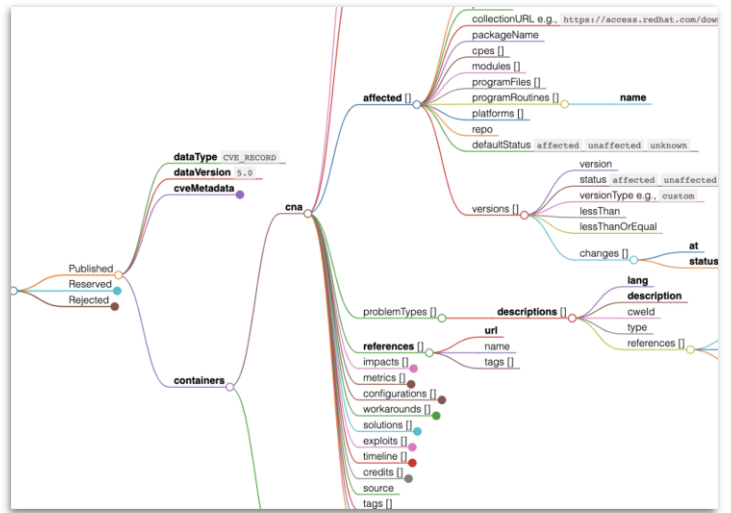 collectionURL e.g., https://access.redhat.com/dow
packageName
cpes []
modules []
programFiles []
affected []
programRoutines []
name
platforms []
repo
defaultStatus affected unaffected unknown
version
status affected unaffected
versionType e.g., custom
versions []
lessThan
lessThanOrEqual
changes []
at
status
dataType CVE_RECORD
dataVersion 5.0
cveMetadata
cna
Published
Reserved
Rejected
containers
problemTypes []
descriptions []
lang
description
cweId
type
references []
references []
url
name
tags []
impacts []
metrics []
configurations []
workarounds []
solutions []
exploits []
timeline []
credits []
source
tags []